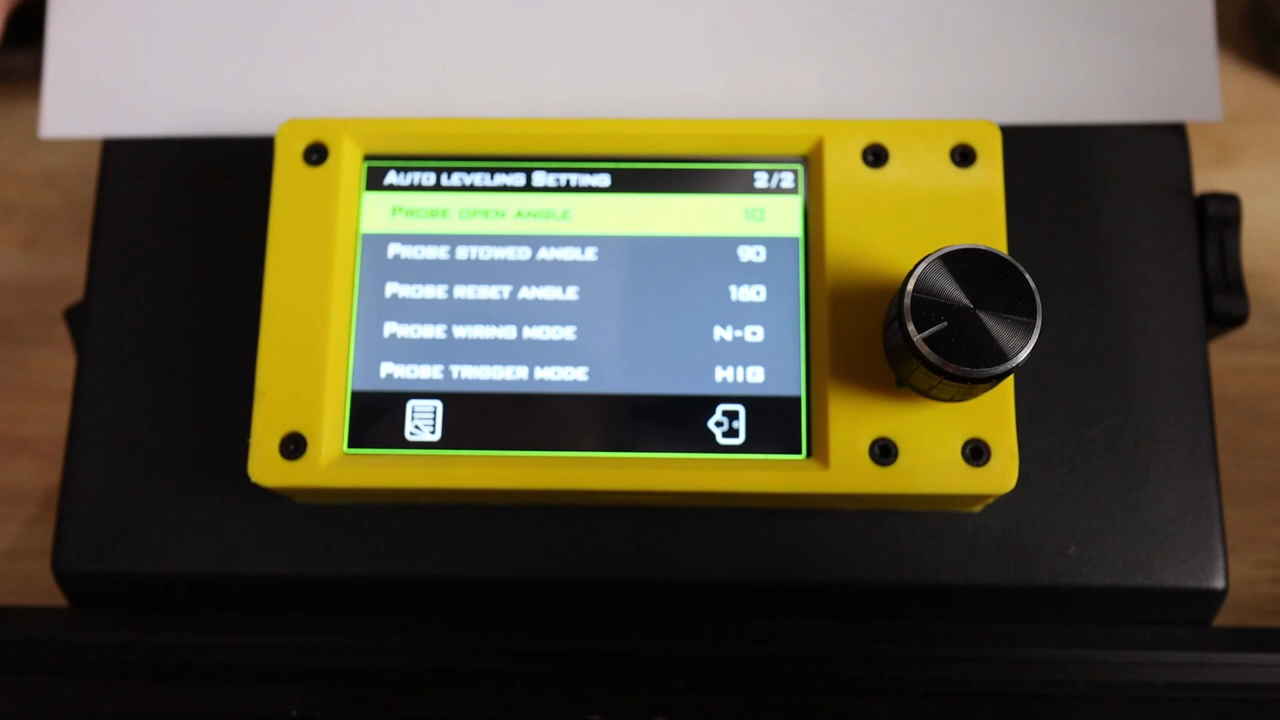 AUTO LEVELING SETTING 2/2
PROBE OPEN ANGLE 10
PROBE STOWED ANGLE 90
PROBE RESET ANGLE 160
PROBE WIRING MODE N-O
PROBE TRIGGER MODE HIG